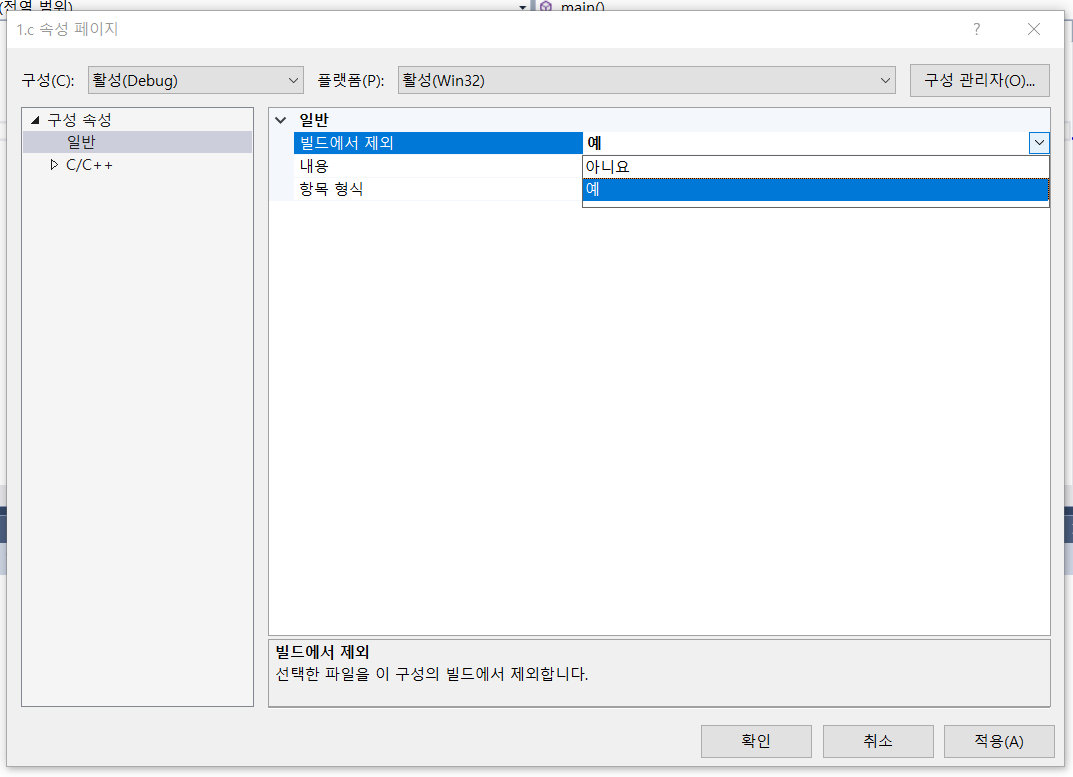 (전역 범위) main()
1.c 속성 페이지 ?
구성(C): 활성(Debug) 플랫폼(P): 활성(Win32) 구성 관리자(O)...
구성 속성
일반
C/C++
일반
빌드에서 제외 예
내용 아니요
항목 형식 예
빌드에서 제외
선택한 파일을 이 구성의 빌드에서 제외합니다.
확인 취소 적용(A)